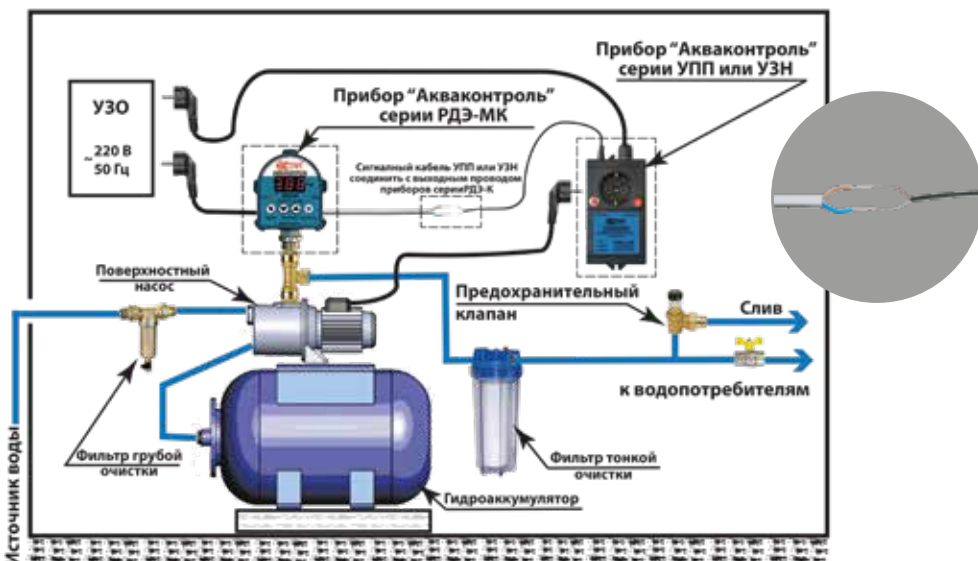 Прибор “Акваконтроль”
серии УПП или УЗН
УЗО
~ 220 В
50 Гц
Прибор “Акваконтроль”
серии РДЭ-МК
Сигналный кабель УПП или УЗН
соединить с выходным проводом
приборов серииРДЭ-К
Поверхностный
насос
Предохранительный
клапан
Слив
к водопотребителям
Источник воды
Фильтр грубой
очистки
Фильтр тонкой
очистки
Гидроаккумулятор